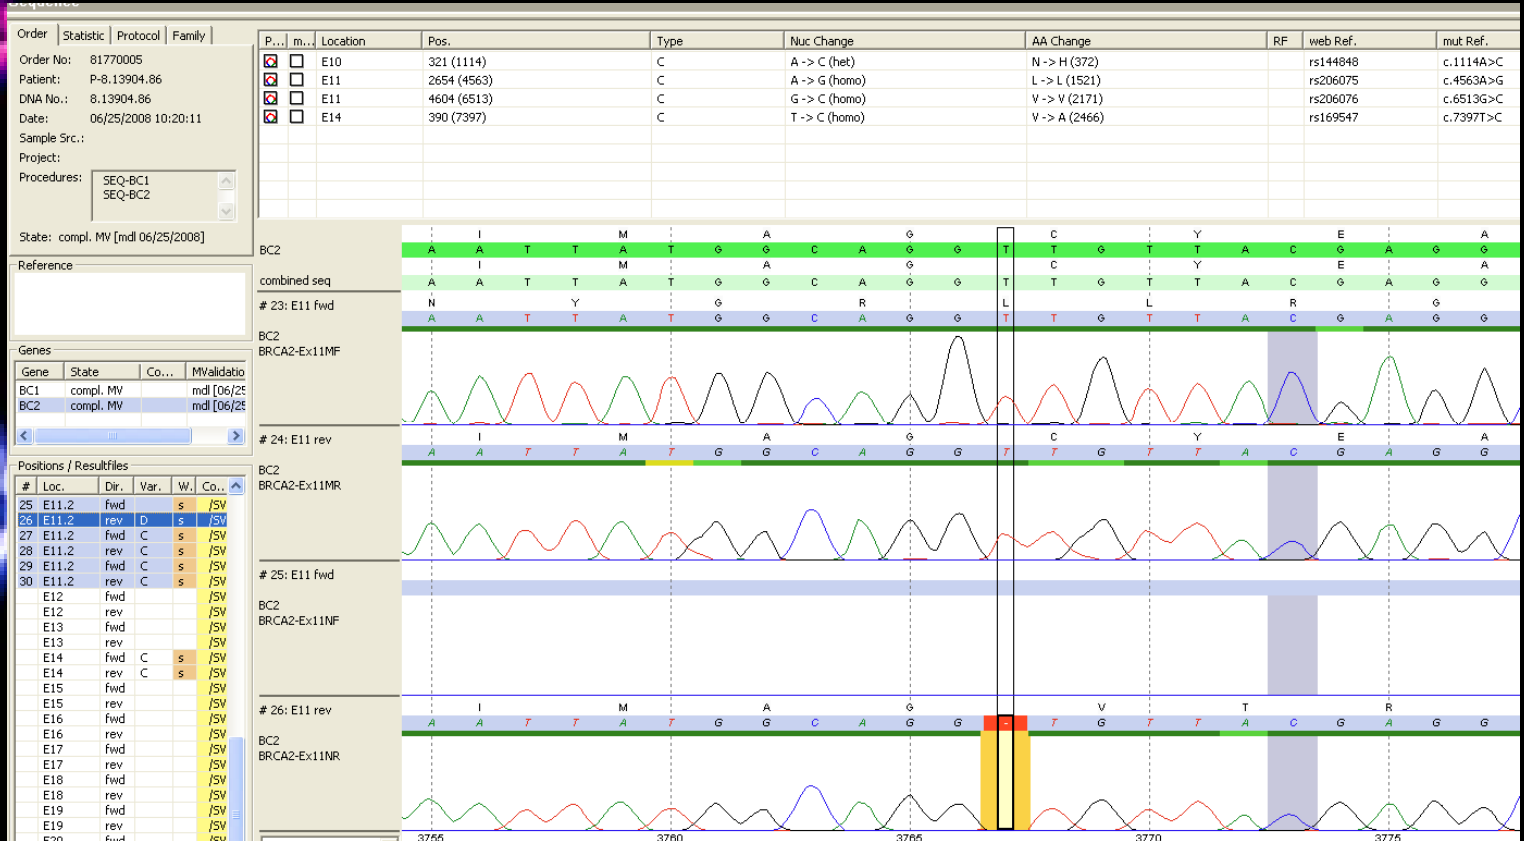 Sequence
Order Statistic Protocol Family
Order No: 81770005
Patient: P-8.13904.86
DNA No.: 8.13904.86
Date: 06/25/2008 10:20:11
Sample Src.:
Project:
Procedures: SEQ-BC1
SEQ-BC2
State: compl. MV [mdl 06/25/2008]
Reference
Genes
Gene State Co... MValidatio
BC1 compl. MV mdl [06/25
BC2 compl. MV mdl [06/25
Positions / Resultfiles
# Loc. Dir. Var. W. Co..
25 E11.2 fwd s /SV
26 E11.2 rev D s /SV
27 E11.2 fwd C s /SV
28 E11.2 rev C s /SV
29 E11.2 fwd C s /SV
30 E11.2 rev C s /SV
E12 fwd /SV
E12 rev /SV
E13 fwd /SV
E13 rev /SV
E14 fwd C s /SV
E14 rev C s /SV
E15 fwd /SV
E15 rev /SV
E16 fwd /SV
E16 rev /SV
E17 fwd /SV
E17 rev /SV
E18 fwd /SV
E18 rev /SV
E19 fwd /SV
E19 rev /SV
E20 fwd /SV
P... m... Location Pos. Type Nuc Change AA Change RF web Ref. mut Ref.
E10 321 (1114) C A -> C (het) N -> H (372) rs144848 c.1114A>C
E11 2654 (4563) C A -> G (homo) L -> L (1521) rs206075 c.4563A>G
E11 4604 (6513) C G -> C (homo) V -> V (2171) rs206076 c.6513G>C
E14 390 (7397) C T -> C (homo) V -> A (2466) rs169547 c.7397T>C
I M A G C Y E A
BC2 A A T T A T G G C A G G T T G T T A C G A G G
I M A G C Y E A
combined seq A A T T A T G G C A G G T T G T T A C G A G G
# 23: E11 fwd N Y G R L L R G
A A T T A T G G C A G G T T G T T A C G A G G
BC2
BRCA2-Ex11MF
# 24: E11 rev I M A G C Y E A
A A T T A T G G C A G G T T G T T A C G A G G
BC2
BRCA2-Ex11MR
# 25: E11 fwd
BC2
BRCA2-Ex11NF
# 26: E11 rev I M A G V T R
A A T T A T G G C A G G - T G T T A C G A G G
BC2
BRCA2-Ex11NR
3755 3760 3765 3770 3775